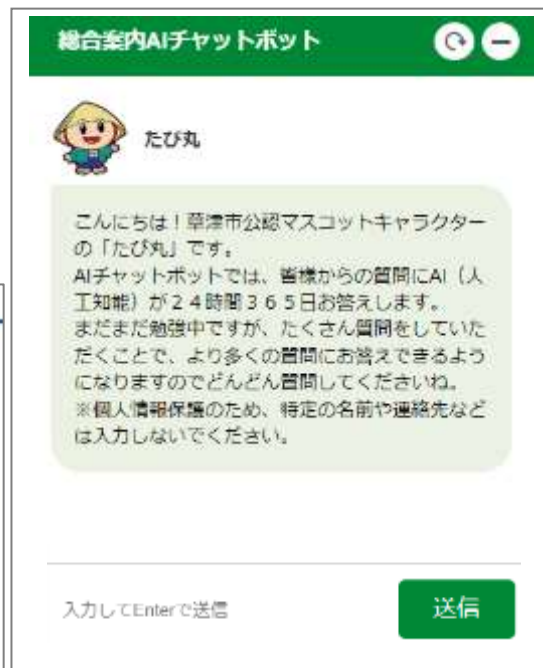 総合案内AIチャットボット
たび丸
こんにちは！草津市公認マスコットキャラクター
の「たび丸」です。
AIチャットボットでは、皆様からの質問にAI（人
工知能）が２４時間３６５日お答えします。
まだまだ勉強中ですが、たくさん質問をしていた
だくことで、より多くの質問にお答えできるよう
になりますのでどんどん質問してくださいね。
※個人情報保護のため、特定の名前や連絡先など
は入力しないでください。
入力してEnterで送信
送信